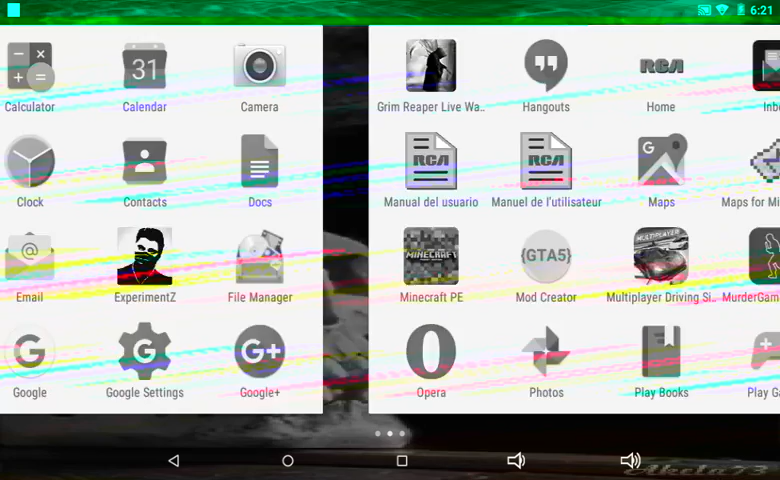 6:21
31
Calculator
Calendar
Camera
Clock
Contacts
Docs
@
Email
ExperimentZ
File Manager
G
G
G+
Google
Google Settings
Google+
RCA
Grim Reaper Live Wa..
Hangouts
Home
Inb
RCA
RCA
G
Manual del usuario
Manuel de l'utilisateur
Maps
Maps for Mi
MINECRAFT
{GTA5}
MULTIPLAYER
Minecraft PE
Mod Creator
Multiplayer Driving Si..
MurderGam
Opera
Photos
Play Books
Play Ga
Akela73